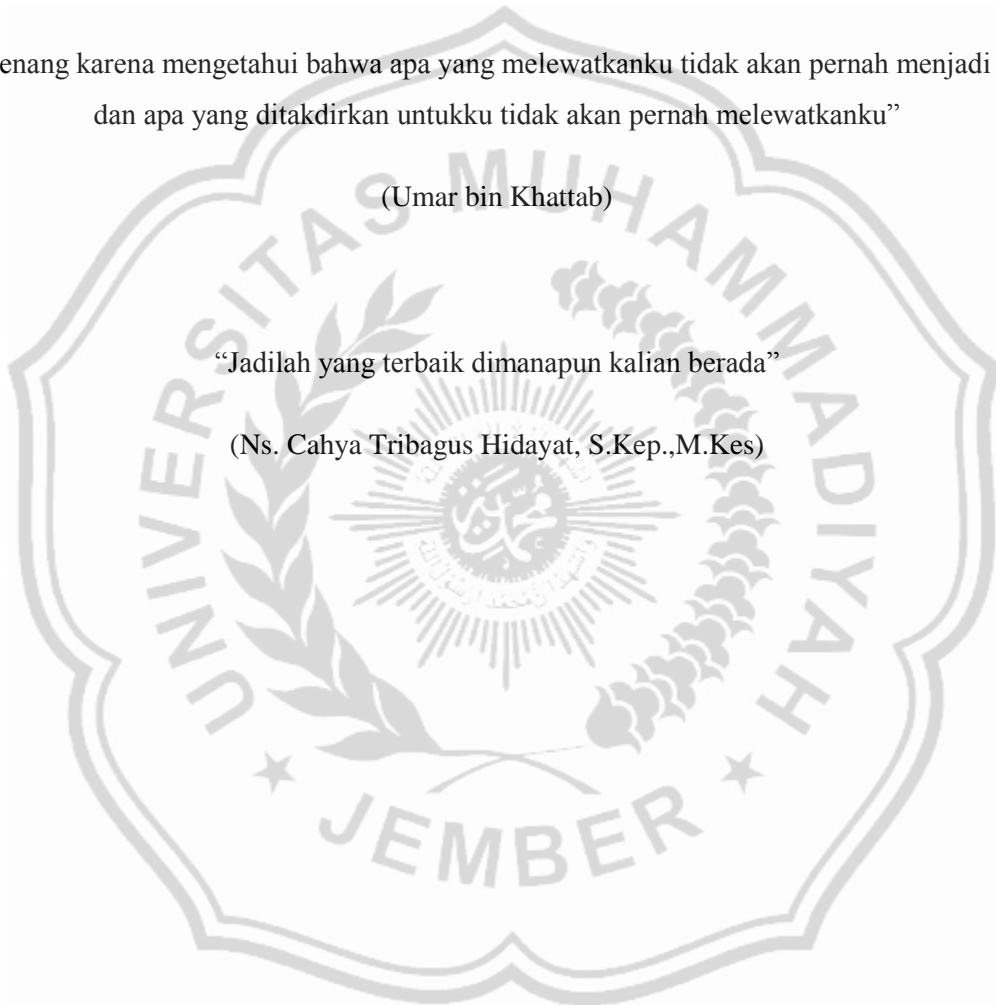 enang karena mengetahui bahwa apa yang melewatkanku tidak akan pernah menjadi
dan apa yang ditakdirkan untukku tidak akan pernah melewatkanku”
(Umar bin Khattab)
“Jadilah yang terbaik dimanapun kalian berada”
(Ns. Cahya Tribagus Hidayat, S.Kep.,M.Kes)
UNIVERSITAS MUHAMMADIYAH
JEMBER